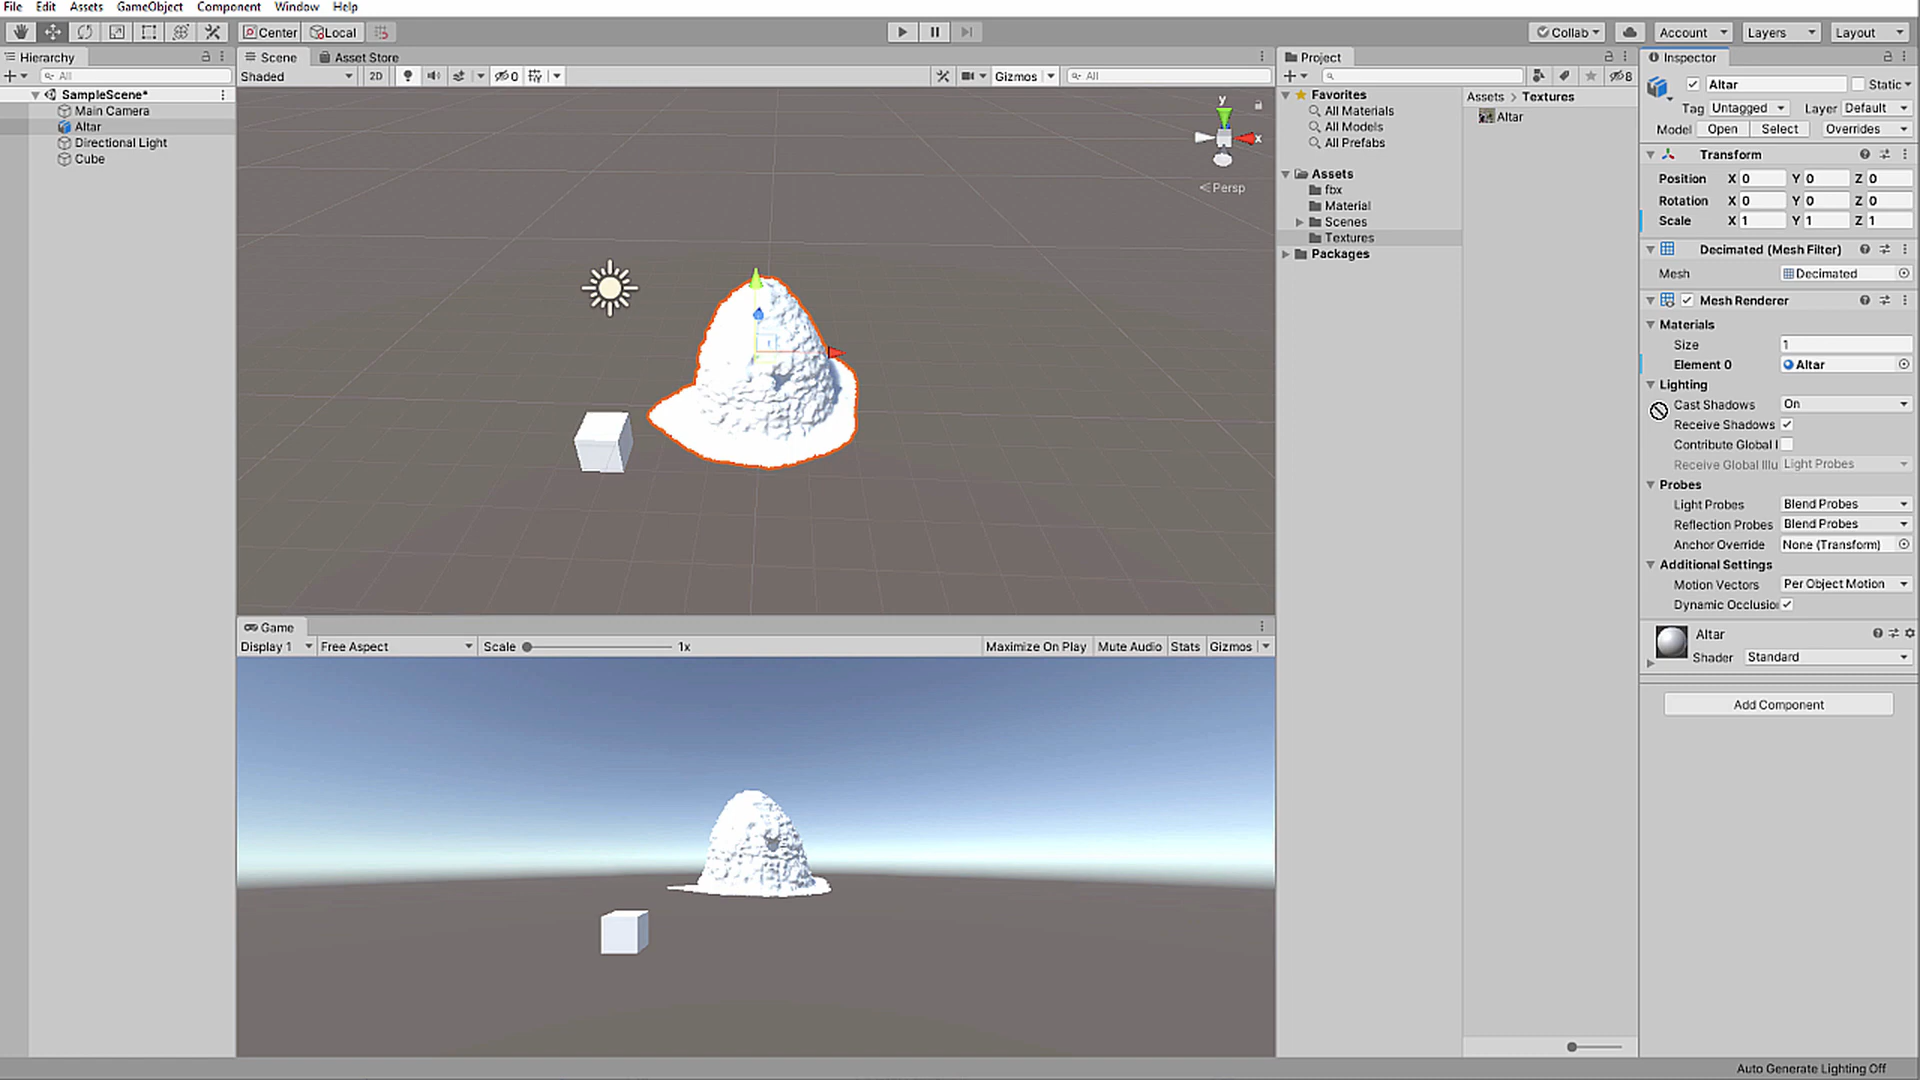 File Edit Assets GameObject Component Window Help
Center Local Collab Account Layers Layout
Hierarchy
All
SampleScene*
Main Camera
Altar
Directional Light
Cube
Scene Asset Store
Shaded 2D 0 Gizmos All
y
x
Persp
Game
Display 1 Free Aspect Scale 1x Maximize On Play Mute Audio Stats Gizmos
Project
8
Favorites
All Materials
All Models
All Prefabs
Assets
fbx
Material
Scenes
Textures
Packages
Assets > Textures
Altar
Inspector
Altar Static
Tag Untagged Layer Default
Model Open Select Overrides
Transform
Position X 0 Y 0 Z 0
Rotation X 0 Y 0 Z 0
Scale X 1 Y 1 Z 1
Decimated (Mesh Filter)
Mesh Decimated
Mesh Renderer
Materials
Size 1
Element 0 Altar
Lighting
Cast Shadows On
Receive Shadows
Contribute Global I
Receive Global Illu Light Probes
Probes
Light Probes Blend Probes
Reflection Probes Blend Probes
Anchor Override None (Transform)
Additional Settings
Motion Vectors Per Object Motion
Dynamic Occlusio
Altar
Shader Standard
Add Component
Auto Generate Lighting Off